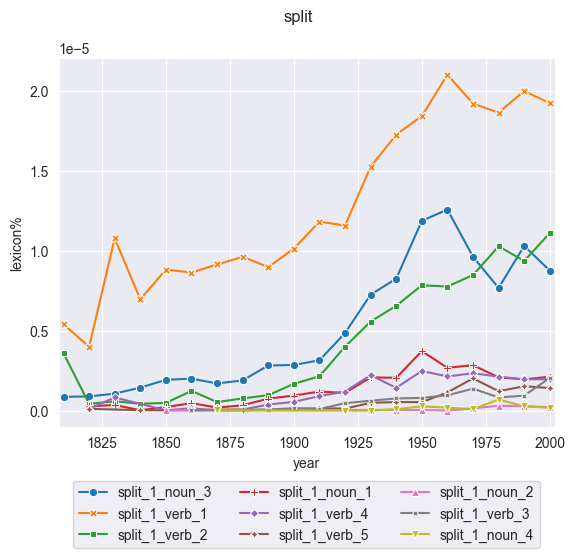 split
1e−5
2.0
1.5
1.0
0.5
0.0
lexicon%
1825 1850 1875 1900 1925 1950 1975 2000
year
split_1_noun_3 split_1_noun_1 split_1_noun_2
split_1_verb_1 split_1_verb_4 split_1_verb_3
split_1_verb_2 split_1_verb_5 split_1_noun_4